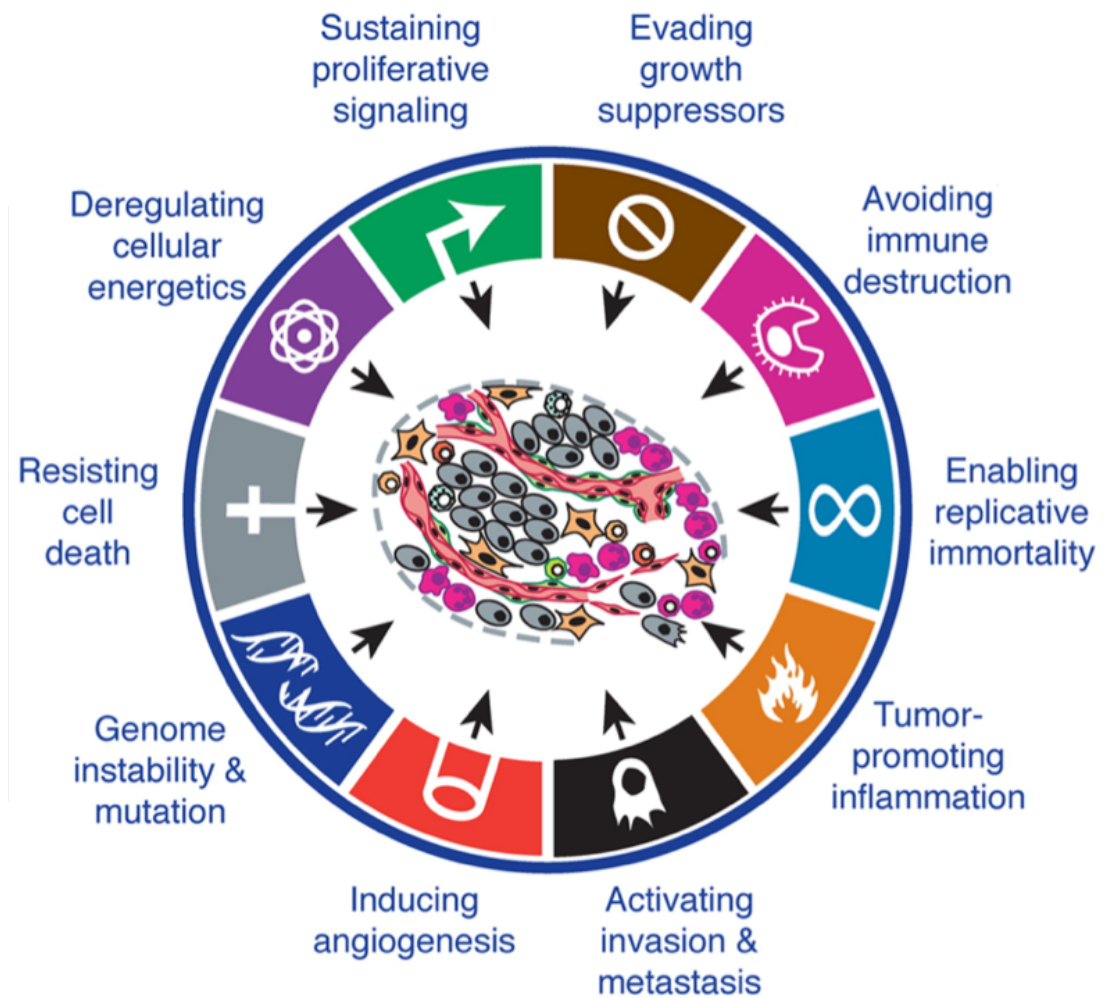 Sustaining
proliferative
signaling
Evading
growth
suppressors
Avoiding
immune
destruction
Enabling
replicative
immortality
Tumor-
promoting
inflammation
Activating
invasion &
metastasis
Inducing
angiogenesis
Genome
instability &
mutation
Resisting
cell
death
Deregulating
cellular
energetics